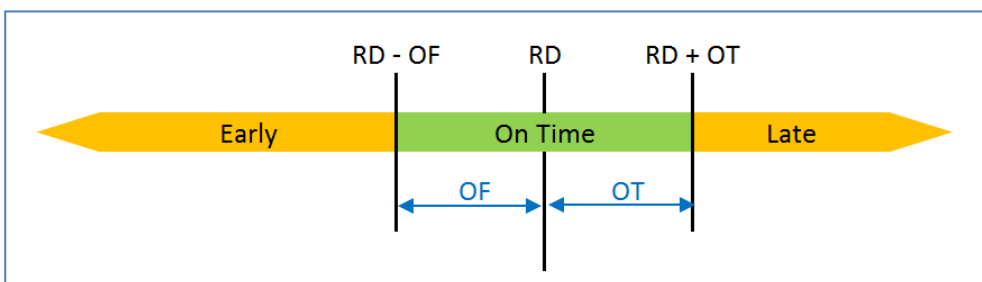 RD - OF RD RD + OT
Early On Time Late
OF OT